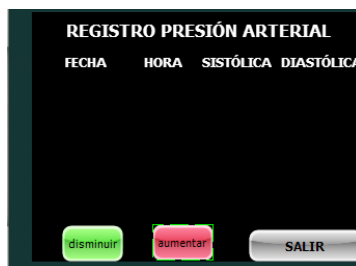 REGISTRO PRESIÓN ARTERIAL
FECHA HORA SISTÓLICA DIASTÓLICA
disminuir aumentar SALIR